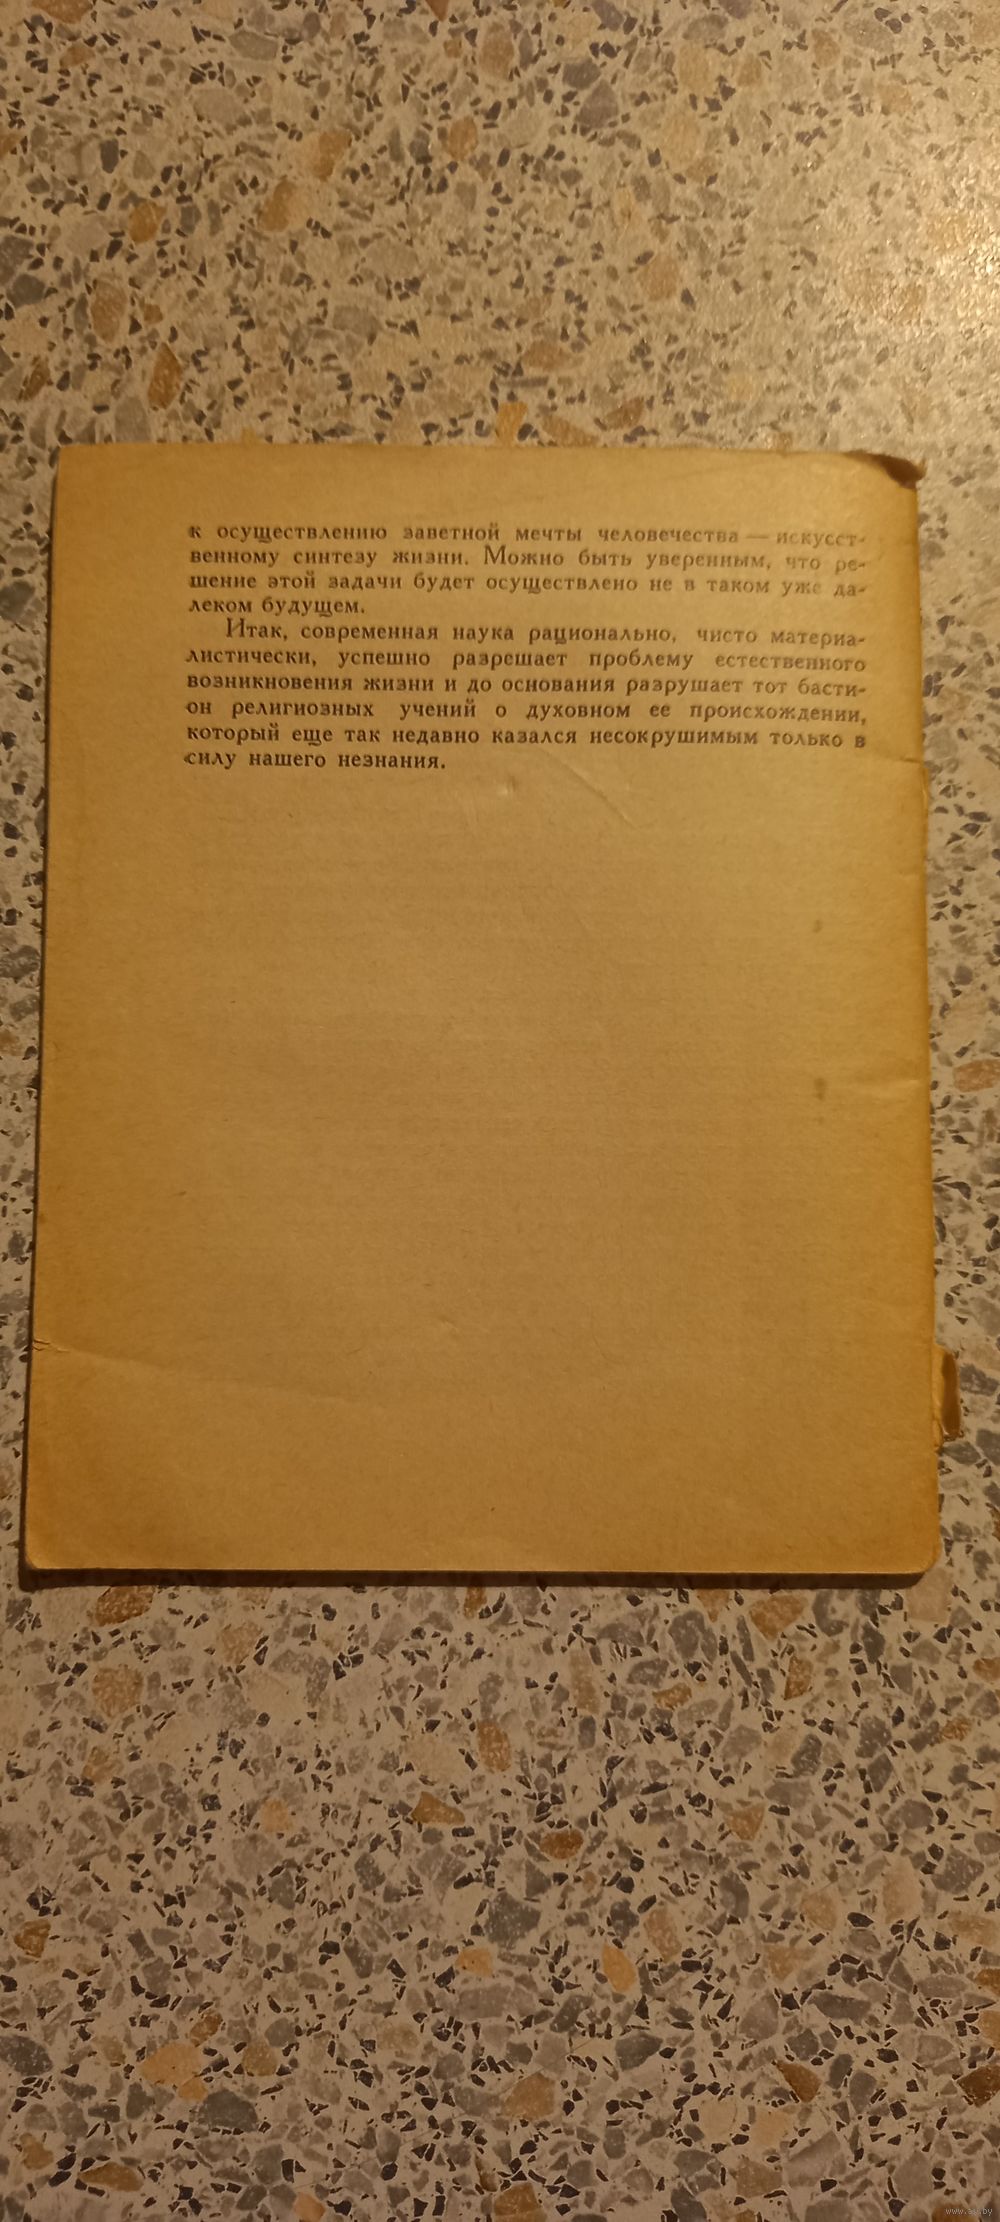 к осуществлению заветной мечты человечества — искусст-
венному синтезу жизни. Можно быть уверенным, что ре-
шение этой задачи будет осуществлено не в таком уже да-
леком будущем.
Итак, современная наука рационально, чисто материа-
листически, успешно разрешает проблему естественного
возникновения жизни и до основания разрушает тот басти-
он религиозных учений о духовном ее происхождении,
который еще так недавно казался несокрушимым только в
силу нашего незнания.
www.ay.by